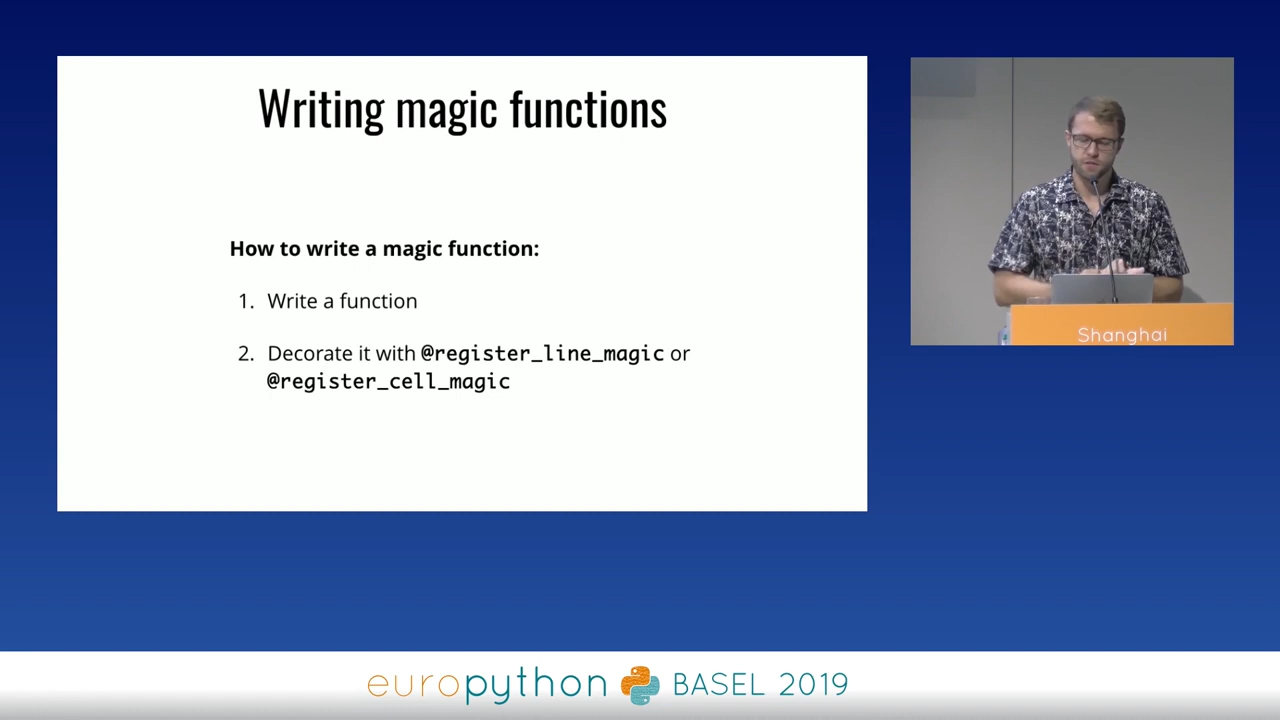 Writing magic functions
How to write a magic function:
1. Write a function
2. Decorate it with @register_line_magic or
@register_cell_magic
Shanghai
europython BASEL 2019